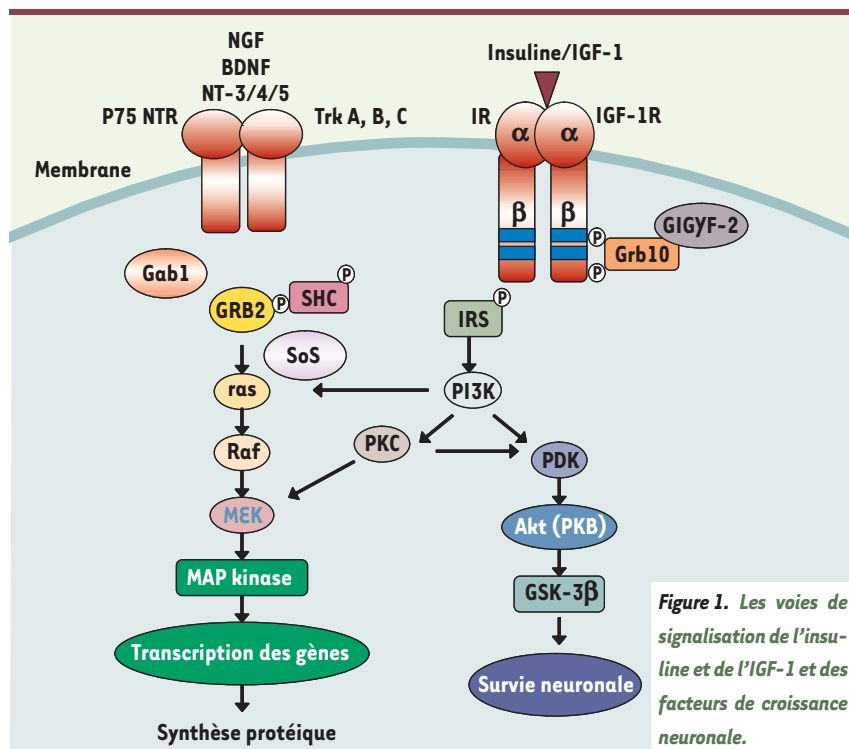 NGF
BDNF
NT-3/4/5
P75 NTR
Trk A, B, C
Insuline/IGF-1
IR
IGF-1R
α
α
β
β
Membrane
P
P
Grb10
GIGYF-2
Gab1
GRB2
P
SHC
P
IRS
P
SoS
ras
PI3K
Raf
PKC
PDK
MEK
Akt (PKB)
MAP kinase
GSK-3β
Transcription des gènes
Survie neuronale
Synthèse protéique
Figure 1. Les voies de
signalisation de l'insu-
line et de l'IGF-1 et des
facteurs de croissance
neuronale.